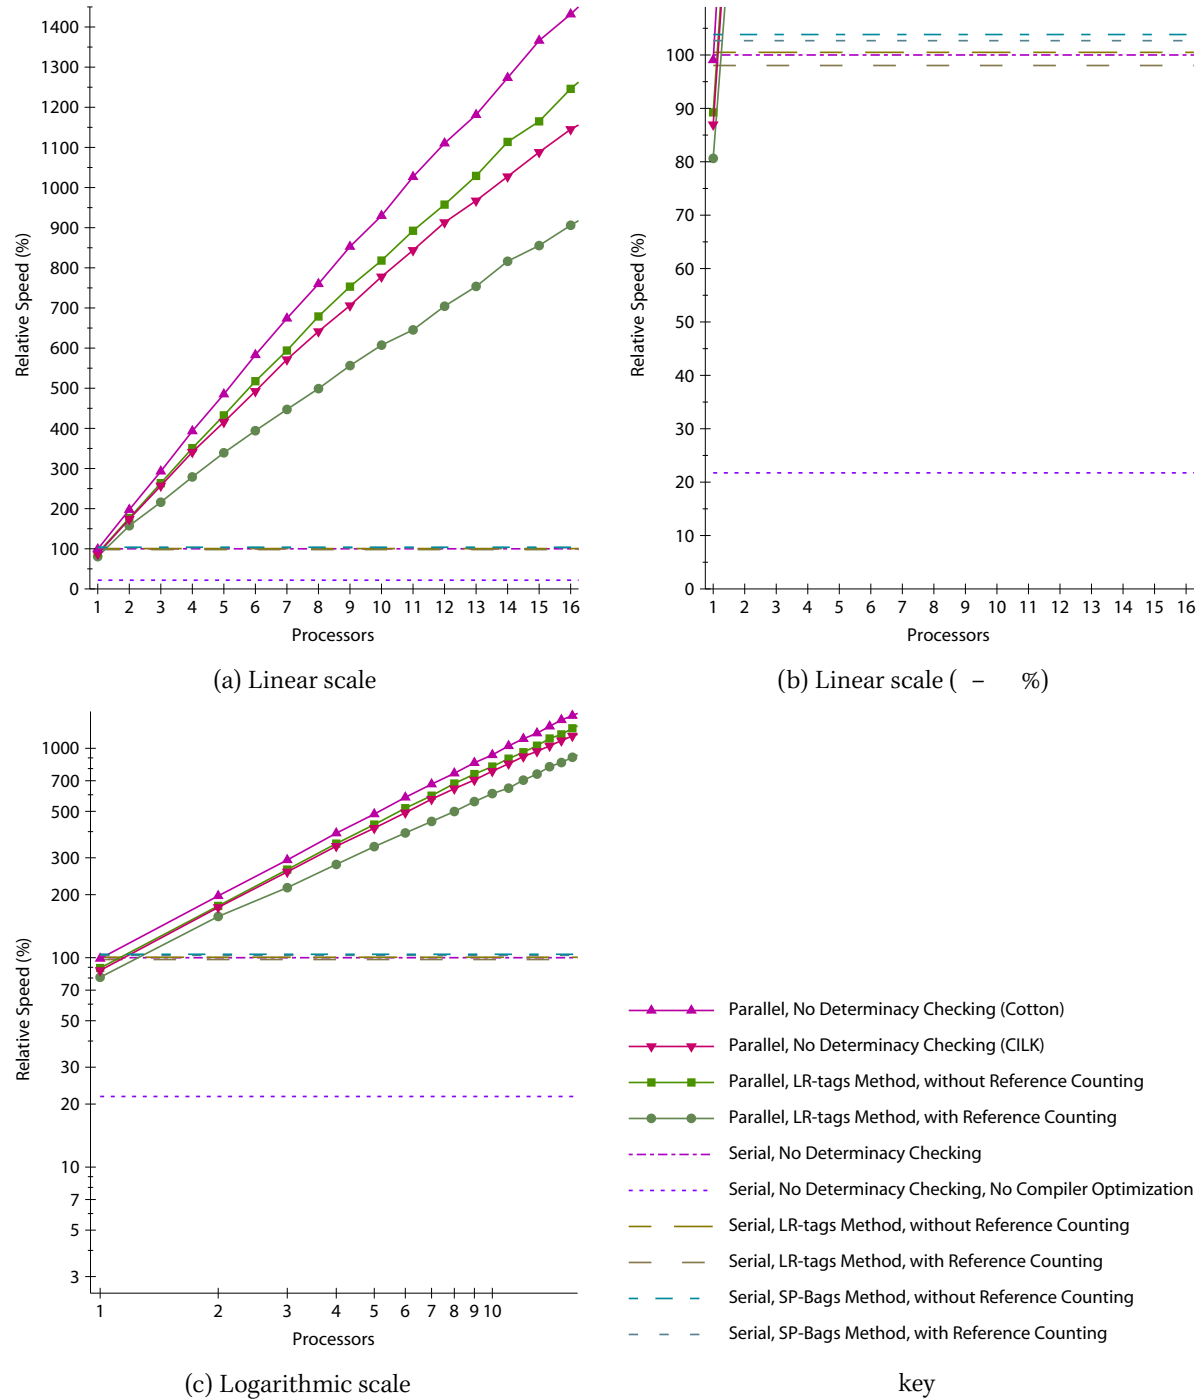 1400
1300
1200
1100
1000
900
800
700
600
500
400
300
200
100
0
Relative Speed (%)
1 2 3 4 5 6 7 8 9 10 11 12 13 14 15 16
Processors
(a) Linear scale
100
90
80
70
60
50
40
30
20
10
0
Relative Speed (%)
1 2 3 4 5 6 7 8 9 10 11 12 13 14 15 16
Processors
(b) Linear scale ( – %)
1000
700
500
300
200
100
70
50
30
20
10
7
5
3
Relative Speed (%)
1 2 3 4 5 6 7 8 9 10
Processors
(c) Logarithmic scale
Parallel, No Determinacy Checking (Cotton)
Parallel, No Determinacy Checking (CILK)
Parallel, LR-tags Method, without Reference Counting
Parallel, LR-tags Method, with Reference Counting
Serial, No Determinacy Checking
Serial, No Determinacy Checking, No Compiler Optimization
Serial, LR-tags Method, without Reference Counting
Serial, LR-tags Method, with Reference Counting
Serial, SP-Bags Method, without Reference Counting
Serial, SP-Bags Method, with Reference Counting
key